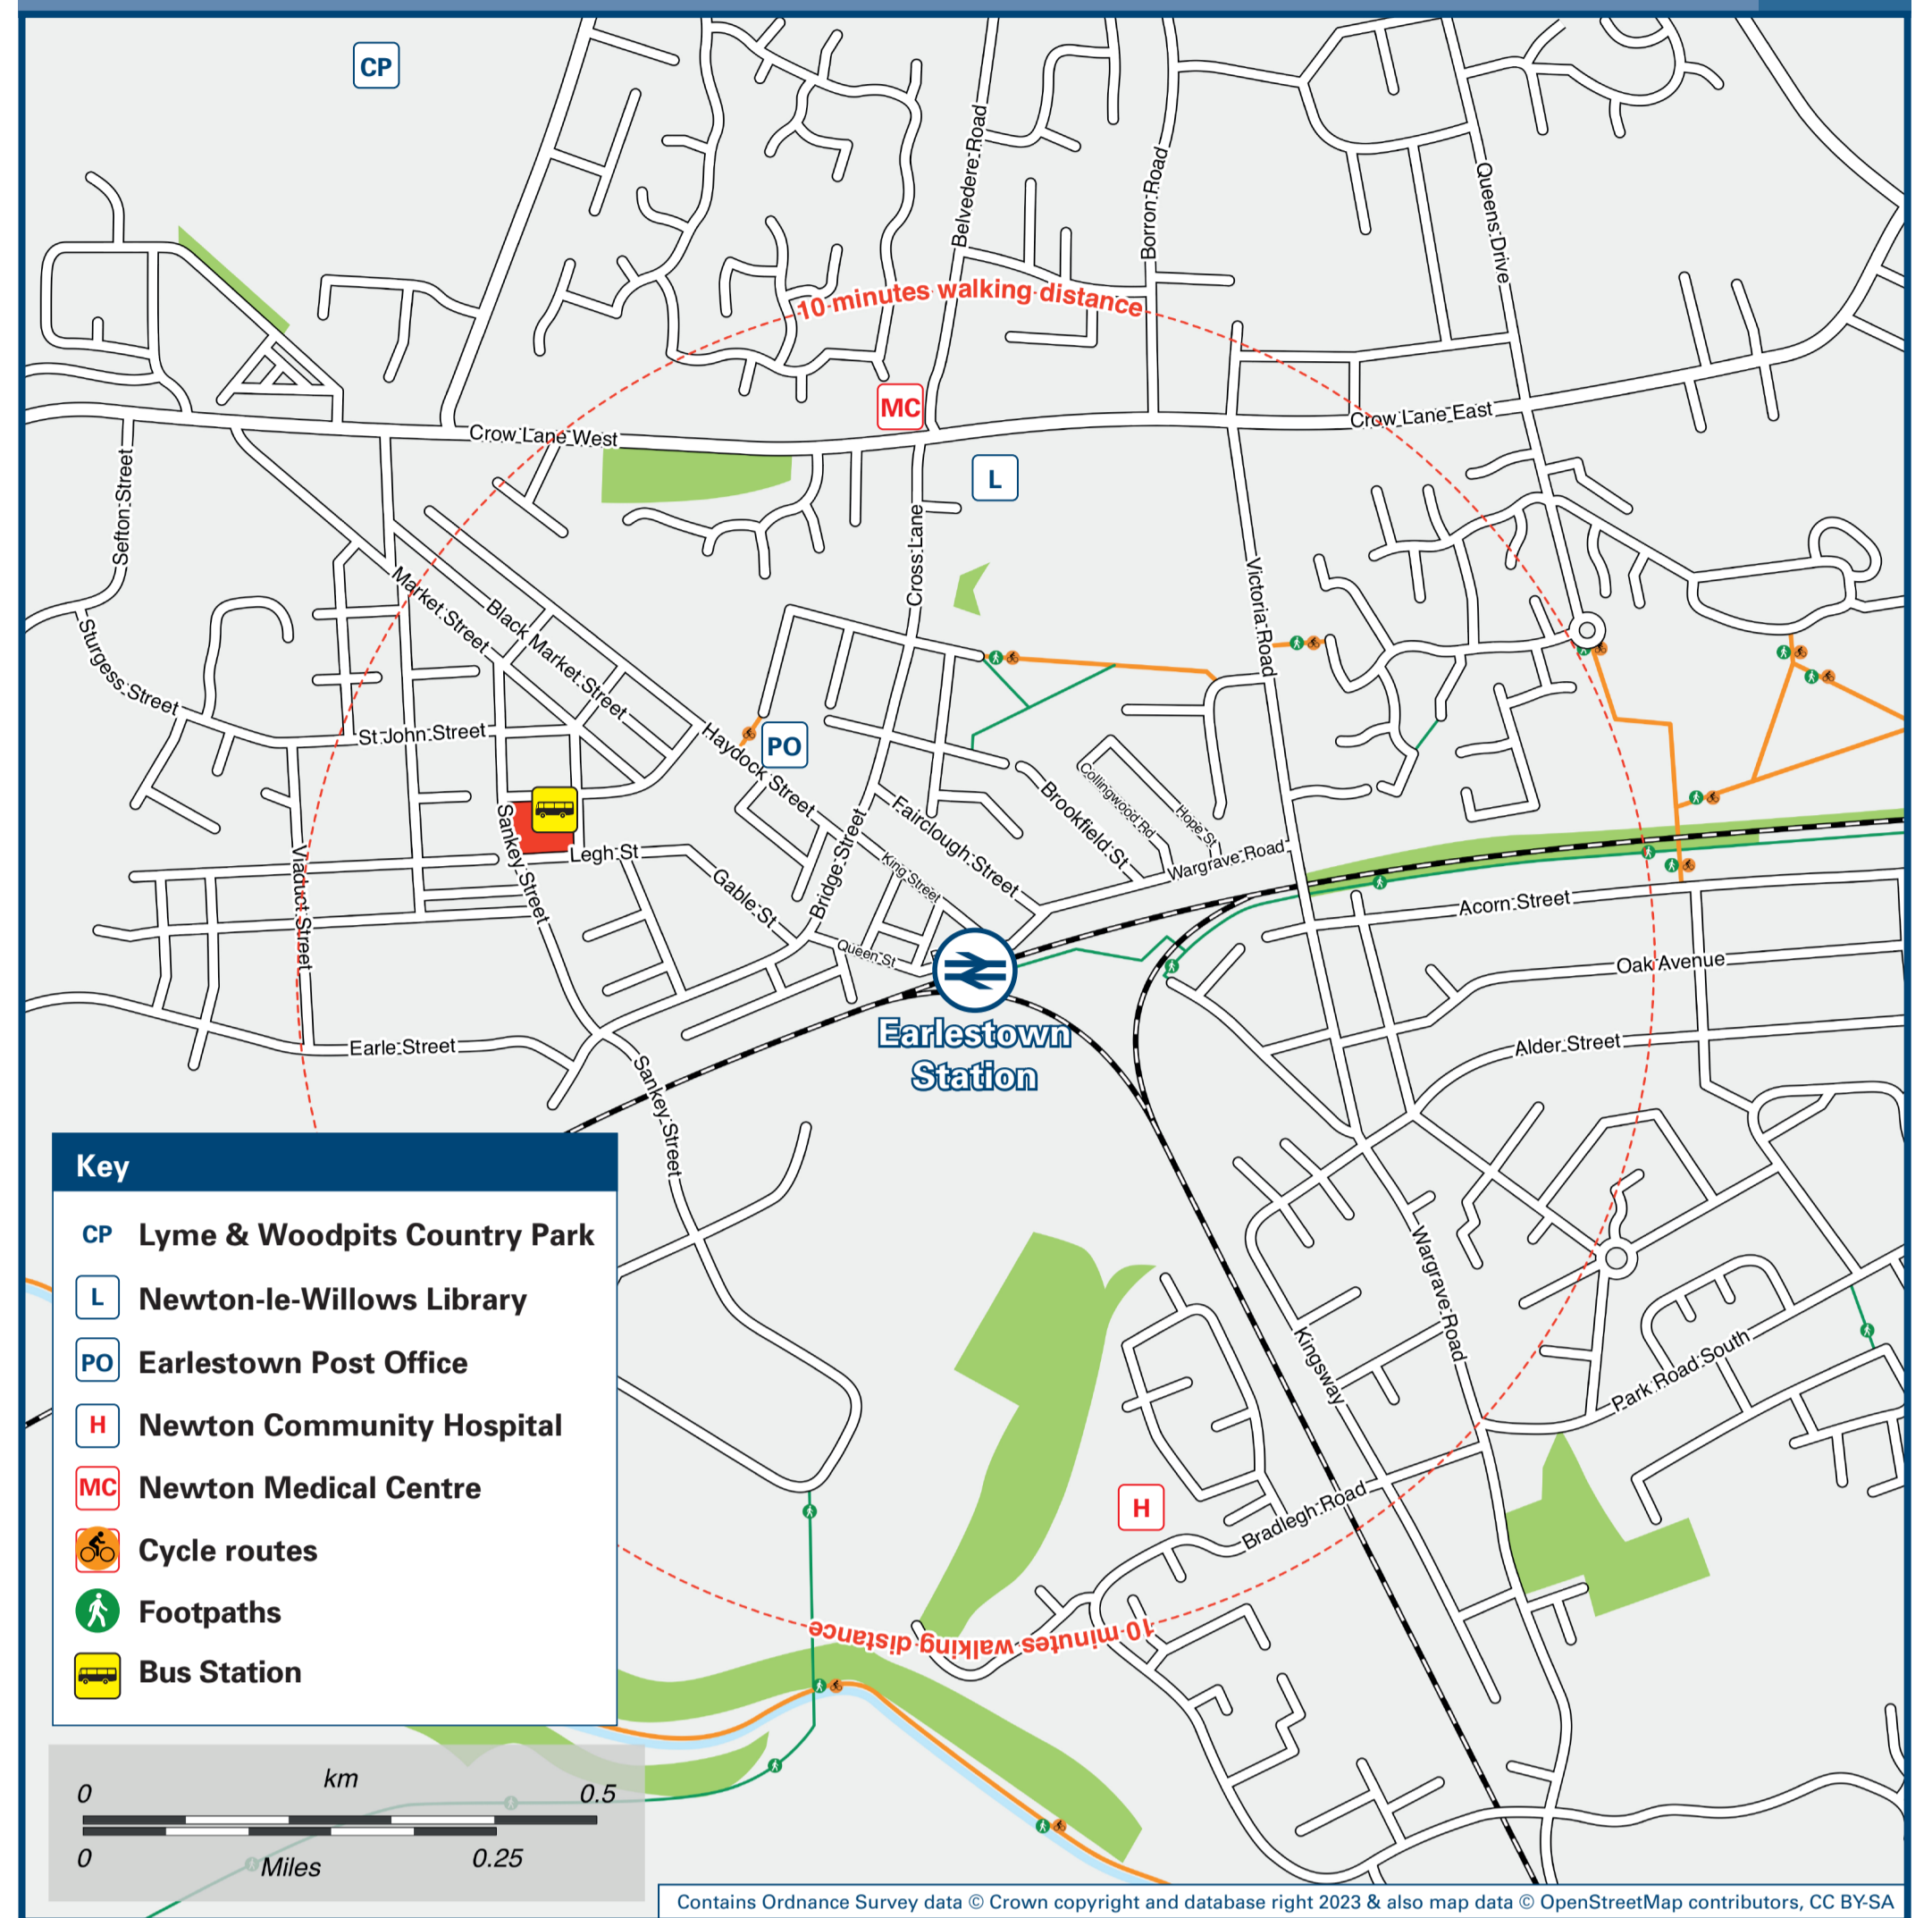 CP
Belvedere Road
Borron Road
Queens Drive
10 minutes walking distance
MC
Crow Lane West
Crow Lane East
L
Sefton Street
Cross Lane
Victoria Road
Market Street
Black Market Street
Sturgess Street
St John Street
Haydock Street
PO
Collingwood Rd
Hope St
Brookfield St
Fairclough Street
King Street
Wargrave Road
Bridge Street
Sankey Street
Legh St
Gable St
Queen St
Viaduct Street
Acorn Street
Oak Avenue
Alder Street
Earle Street
Earlestown
Station
Sankey Street
Wargrave Road
Kingsway
Park Road South
Bradlegh Road
H
10 minutes walking distance
Key
CP Lyme & Woodpits Country Park
L Newton-le-Willows Library
PO Earlestown Post Office
H Newton Community Hospital
MC Newton Medical Centre
Cycle routes
Footpaths
Bus Station
km
0 0.5
0 0.25
Miles
Contains Ordnance Survey data © Crown copyright and database right 2023 & also map data © OpenStreetMap contributors, CC BY-SA